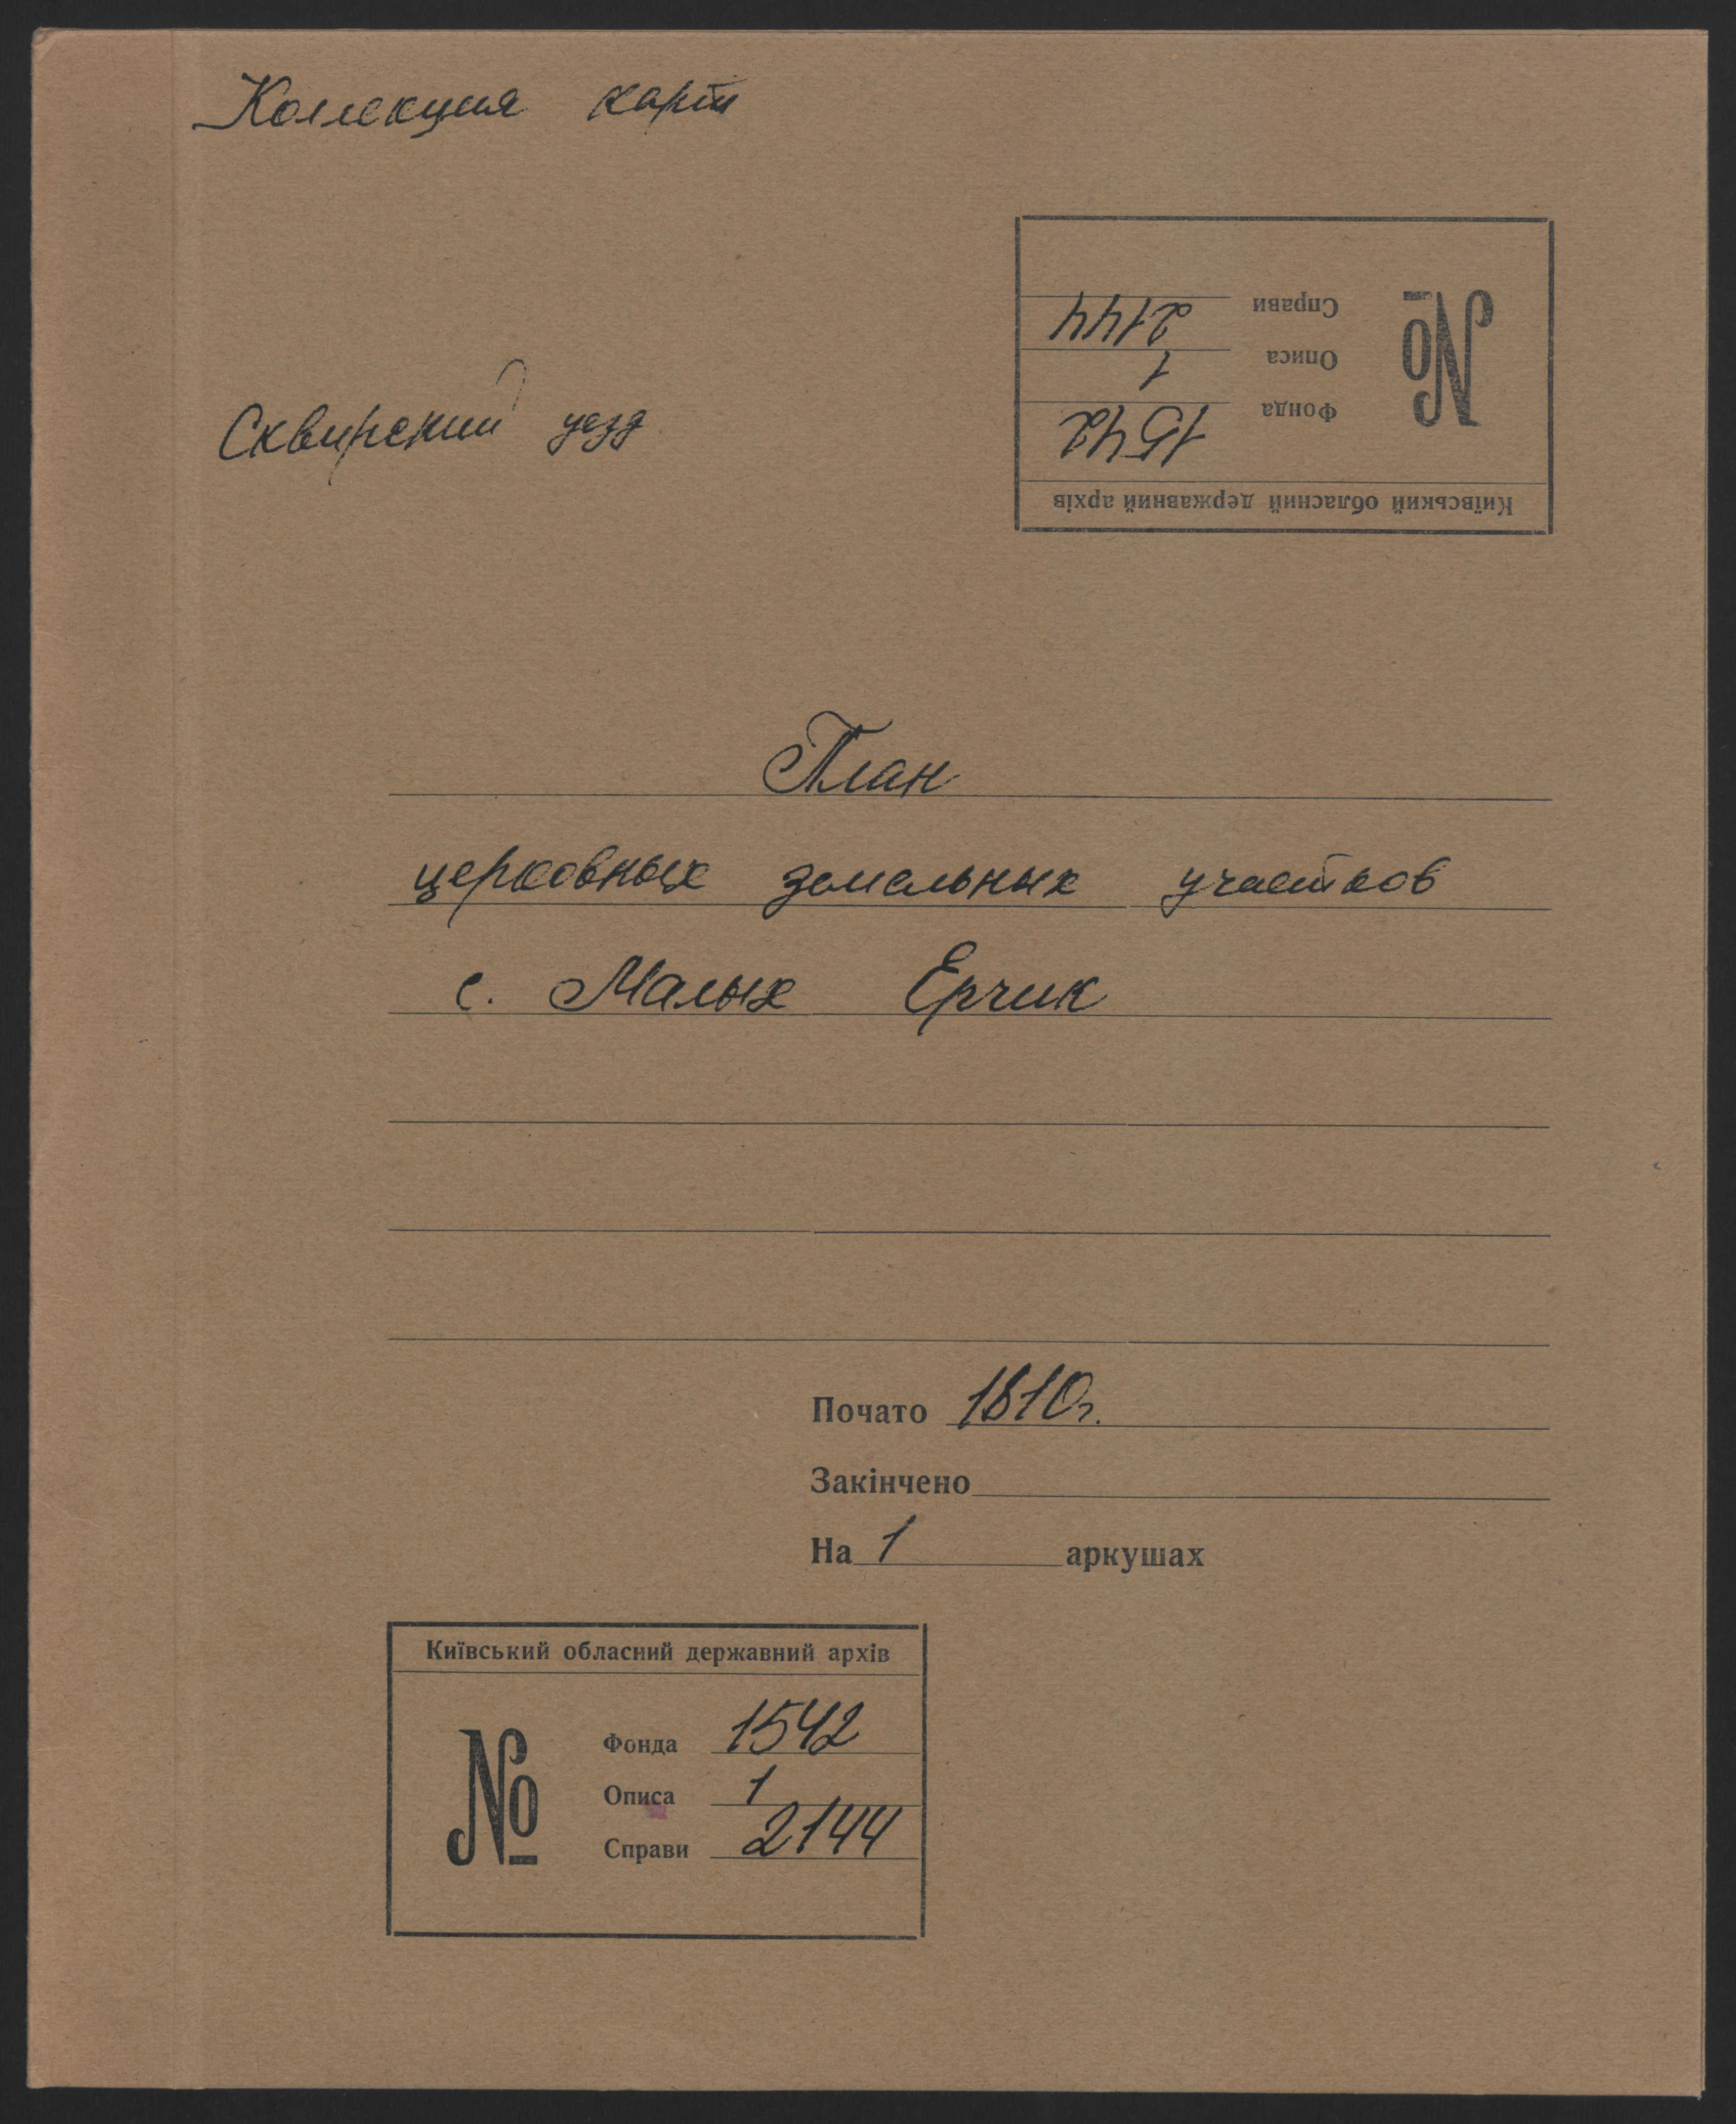 Коллекция карт
Справи 2144
Описа 1
Фонда 1542
№
Київський обласний державний архів
Сквирский уезд
План
церковных земельных участков
с. Малых Ерчик
Почато 1810г.
Закінчено
На 1 аркушах
Київський обласний державний архів
№
Фонда 1542
Описа 1
Справи 2144